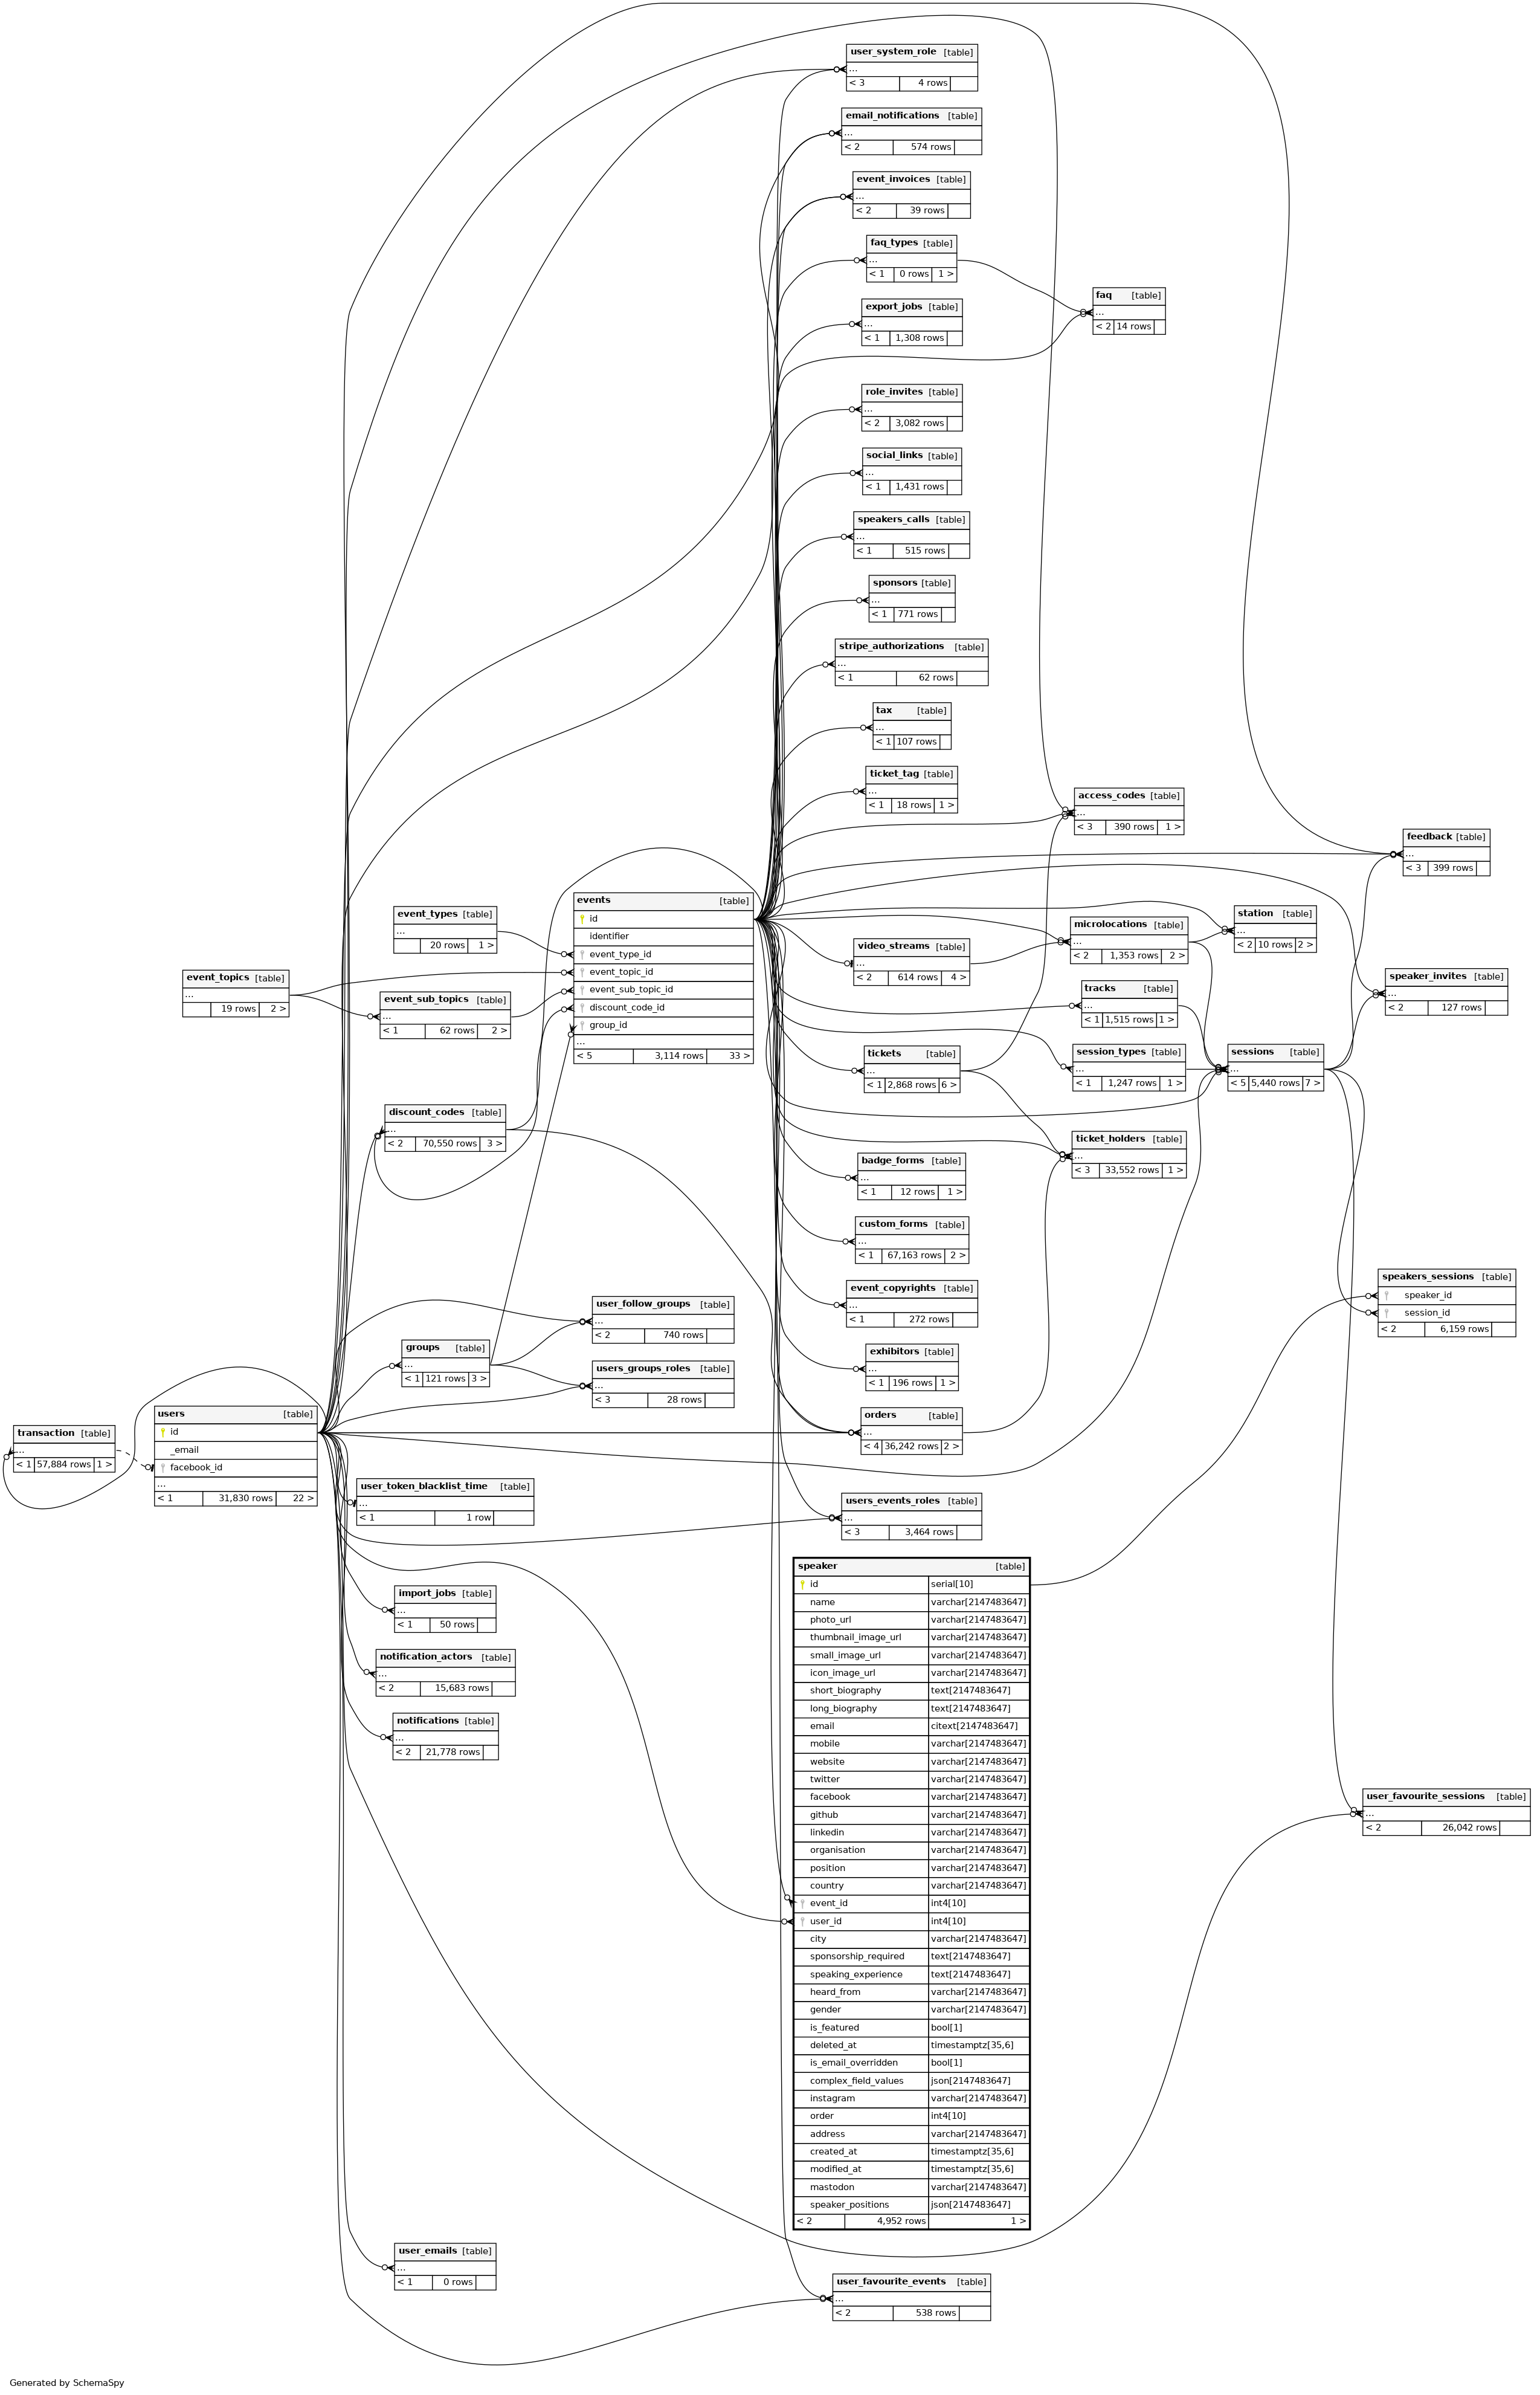 user_system_role [table]
...
< 3 4 rows
email_notifications [table]
...
< 2 574 rows
event_invoices [table]
...
< 2 39 rows
faq_types [table]
...
< 1 0 rows 1 >
faq [table]
...
< 2 14 rows
export_jobs [table]
...
< 1 1,308 rows
role_invites [table]
...
< 2 3,082 rows
social_links [table]
...
< 1 1,431 rows
speakers_calls [table]
...
< 1 515 rows
sponsors [table]
...
< 1 771 rows
stripe_authorizations [table]
...
< 1 62 rows
tax [table]
...
< 1 107 rows
ticket_tag [table]
...
< 1 18 rows 1 >
access_codes [table]
...
< 3 390 rows 1 >
feedback [table]
...
< 3 399 rows
events [table]
id
identifier
event_type_id
event_topic_id
event_sub_topic_id
discount_code_id
group_id
...
< 5 3,114 rows 33 >
event_types [table]
...
20 rows 1 >
event_topics [table]
...
19 rows 2 >
event_sub_topics [table]
...
< 1 62 rows 2 >
video_streams [table]
...
< 2 614 rows 4 >
microlocations [table]
...
< 2 1,353 rows 2 >
station [table]
...
< 2 10 rows 2 >
speaker_invites [table]
...
< 2 127 rows
tracks [table]
...
< 1 1,515 rows 1 >
tickets [table]
...
< 1 2,868 rows 6 >
session_types [table]
...
< 1 1,247 rows 1 >
sessions [table]
...
< 5 5,440 rows 7 >
discount_codes [table]
...
< 2 70,550 rows 3 >
ticket_holders [table]
...
< 3 33,552 rows 1 >
badge_forms [table]
...
< 1 12 rows 1 >
custom_forms [table]
...
< 1 67,163 rows 2 >
event_copyrights [table]
...
< 1 272 rows
speakers_sessions [table]
speaker_id
session_id
< 2 6,159 rows
user_follow_groups [table]
...
< 2 740 rows
groups [table]
...
< 1 121 rows 3 >
users_groups_roles [table]
...
< 3 28 rows
exhibitors [table]
...
< 1 196 rows 1 >
orders [table]
...
< 4 36,242 rows 2 >
users [table]
id
_email
facebook_id
...
< 1 31,830 rows 22 >
transaction [table]
...
< 1 57,884 rows 1 >
user_token_blacklist_time [table]
...
< 1 1 row
users_events_roles [table]
...
< 3 3,464 rows
speaker [table]
id serial[10]
name varchar[2147483647]
photo_url varchar[2147483647]
thumbnail_image_url varchar[2147483647]
small_image_url varchar[2147483647]
icon_image_url varchar[2147483647]
short_biography text[2147483647]
long_biography text[2147483647]
email citext[2147483647]
mobile varchar[2147483647]
website varchar[2147483647]
twitter varchar[2147483647]
facebook varchar[2147483647]
github varchar[2147483647]
linkedin varchar[2147483647]
organisation varchar[2147483647]
position varchar[2147483647]
country varchar[2147483647]
event_id int4[10]
user_id int4[10]
city varchar[2147483647]
sponsorship_required text[2147483647]
speaking_experience text[2147483647]
heard_from varchar[2147483647]
gender varchar[2147483647]
is_featured bool[1]
deleted_at timestamptz[35,6]
is_email_overridden bool[1]
complex_field_values json[2147483647]
instagram varchar[2147483647]
order int4[10]
address varchar[2147483647]
created_at timestamptz[35,6]
modified_at timestamptz[35,6]
mastodon varchar[2147483647]
speaker_positions json[2147483647]
< 2 4,952 rows 1 >
import_jobs [table]
...
< 1 50 rows
notification_actors [table]
...
< 2 15,683 rows
notifications [table]
...
< 2 21,778 rows
user_favourite_sessions [table]
...
< 2 26,042 rows
user_emails [table]
...
< 1 0 rows
user_favourite_events [table]
...
< 2 538 rows
Generated by SchemaSpy